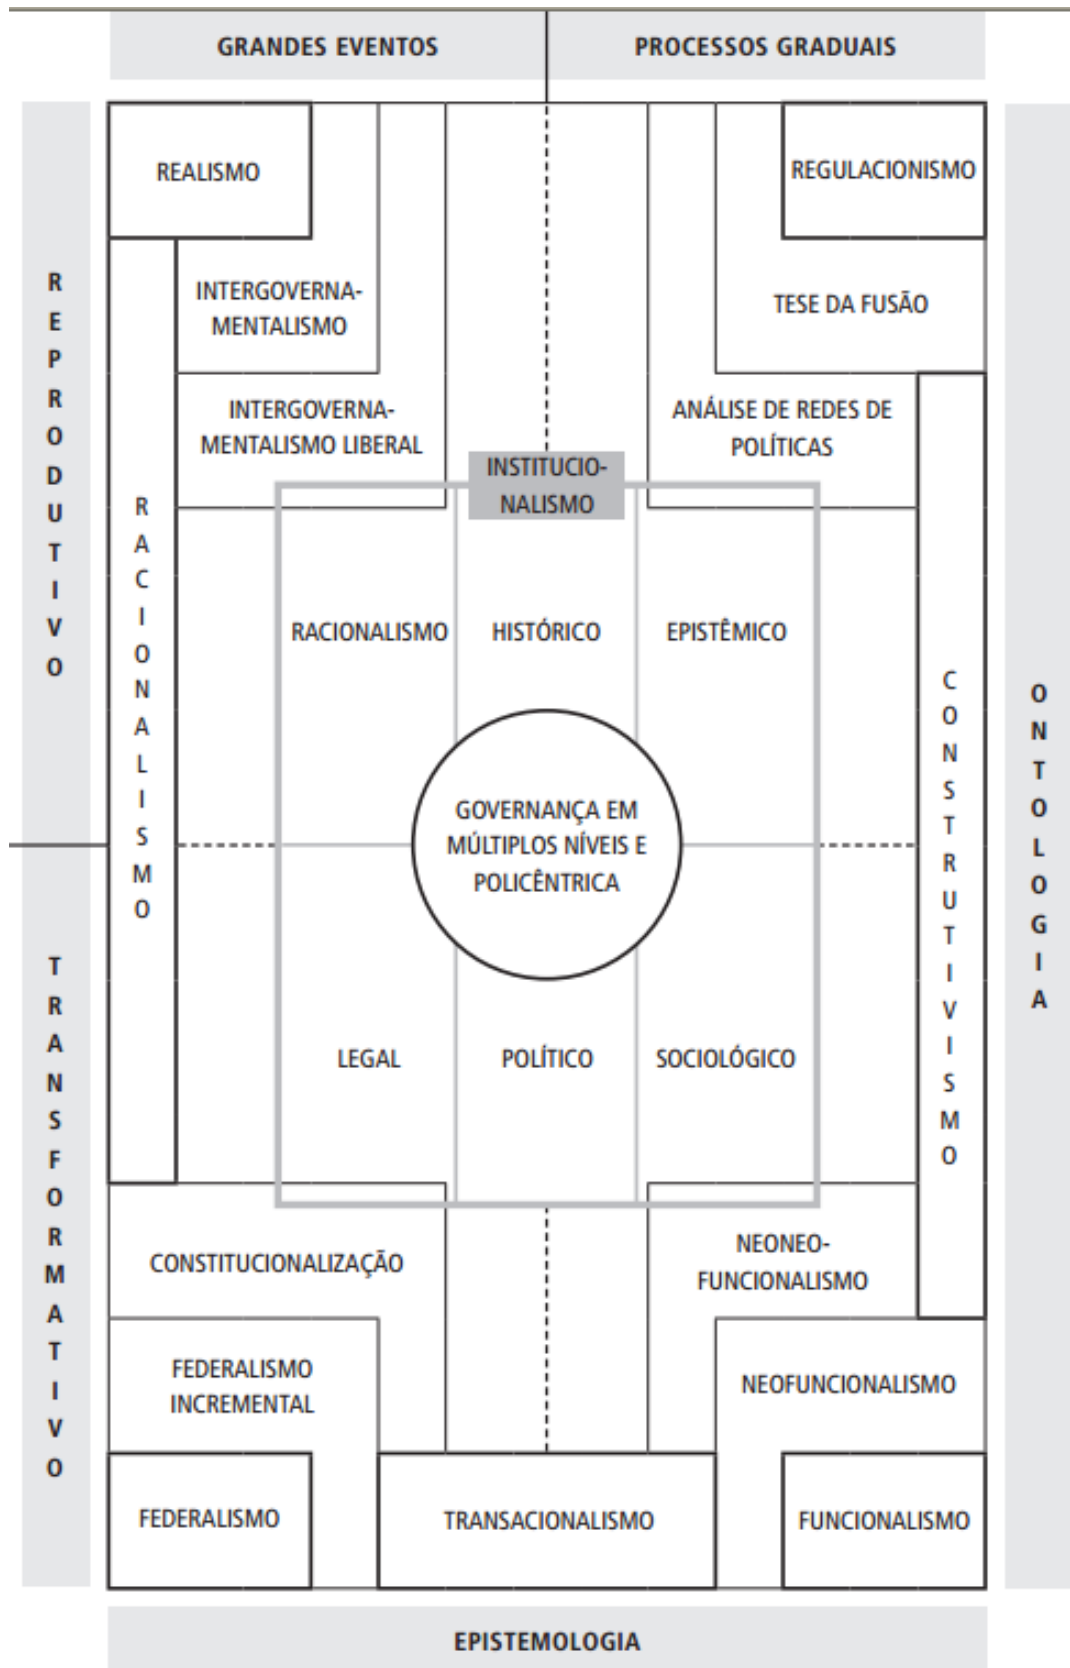 GRANDES EVENTOS
PROCESSOS GRADUAIS
REALISMO
REGULACIONISMO
REPRODUTIVO
INTERGOVERNA-
MENTALISMO
TESE DA FUSÃO
INTERGOVERNA-
MENTALISMO LIBERAL
ANÁLISE DE REDES DE
POLÍTICAS
INSTITUCIO-
NALISMO
RACIONALISMO
RACIONALISMO
HISTÓRICO
EPISTÊMICO
CONSTRUTIVISMO
ONTOLOGIA
GOVERNANÇA EM
MÚLTIPLOS NÍVEIS E
POLICÊNTRICA
TRANSFORMATIVO
LEGAL
POLÍTICO
SOCIOLÓGICO
CONSTITUCIONALIZAÇÃO
NEONEO-
FUNCIONALISMO
FEDERALISMO
INCREMENTAL
NEOFUNCIONALISMO
FEDERALISMO
TRANSACIONALISMO
FUNCIONALISMO
EPISTEMOLOGIA